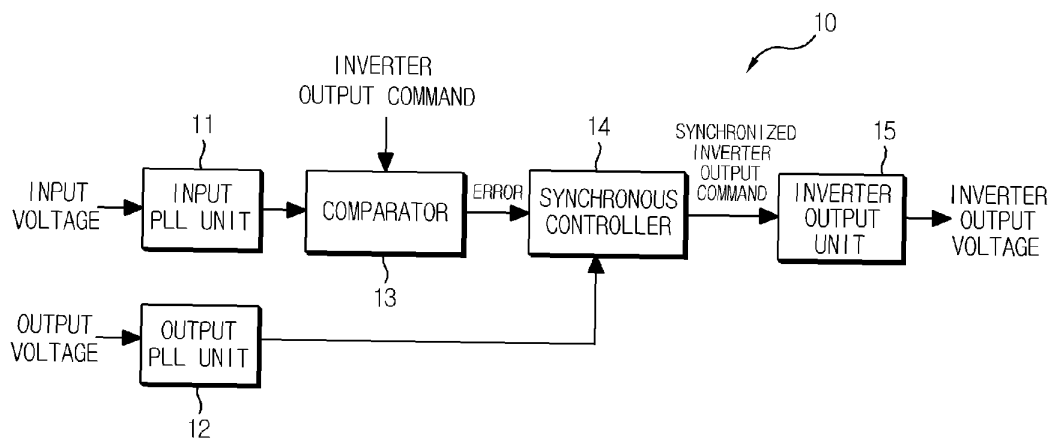 10
INVERTER
OUTPUT COMMAND
11
14
SYNCHRONIZED
INVERTER
OUTPUT
COMMAND
15
INPUT
VOLTAGE
INPUT
PLL UNIT
COMPARATOR
ERROR
SYNCHRONOUS
CONTROLLER
INVERTER
OUTPUT
UNIT
INVERTER
OUTPUT
VOLTAGE
13
OUTPUT
VOLTAGE
OUTPUT
PLL UNIT
12